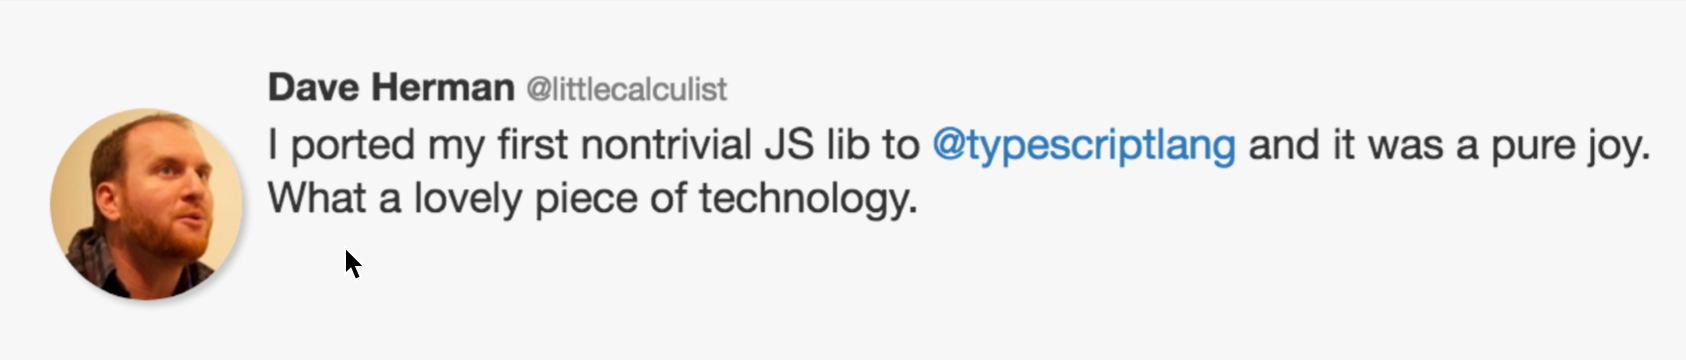 Dave Herman @littlecalculist
I ported my first nontrivial JS lib to @typescriptlang and it was a pure joy.
What a lovely piece of technology.